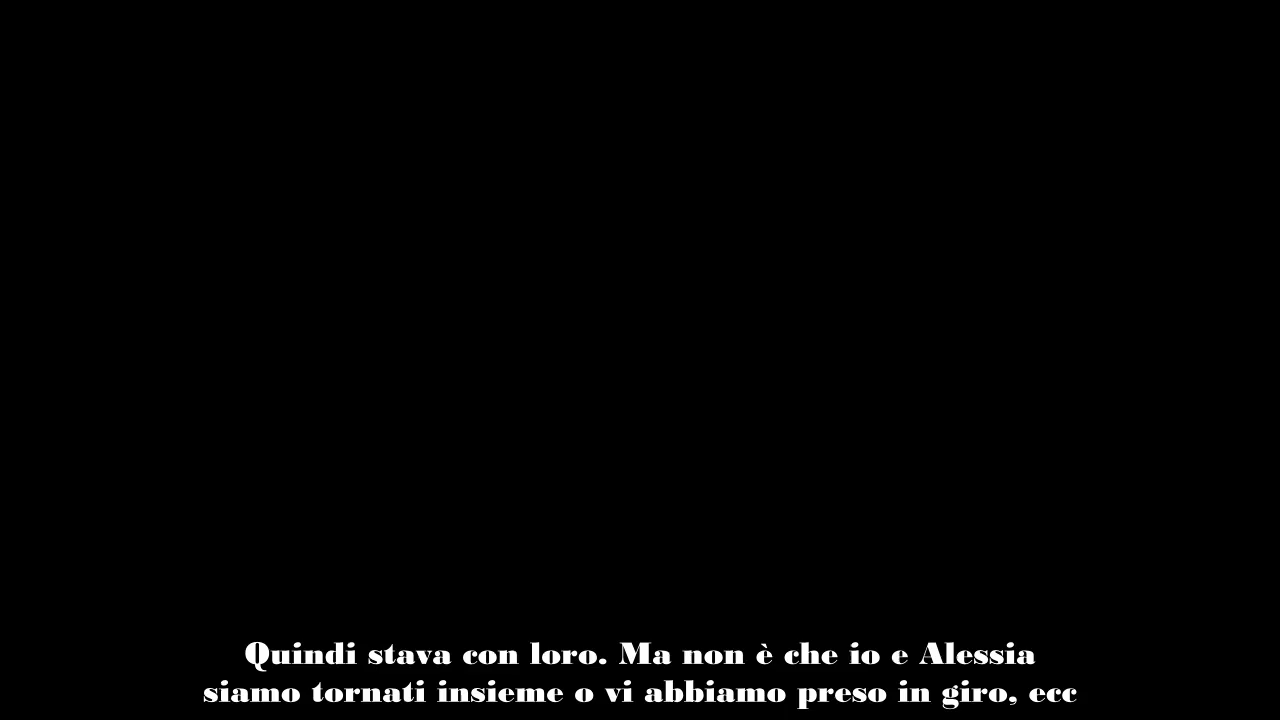 Quindi stava con loro. Ma non è che io e Alessia
siamo tornati insieme o vi abbiamo preso in giro, ecc